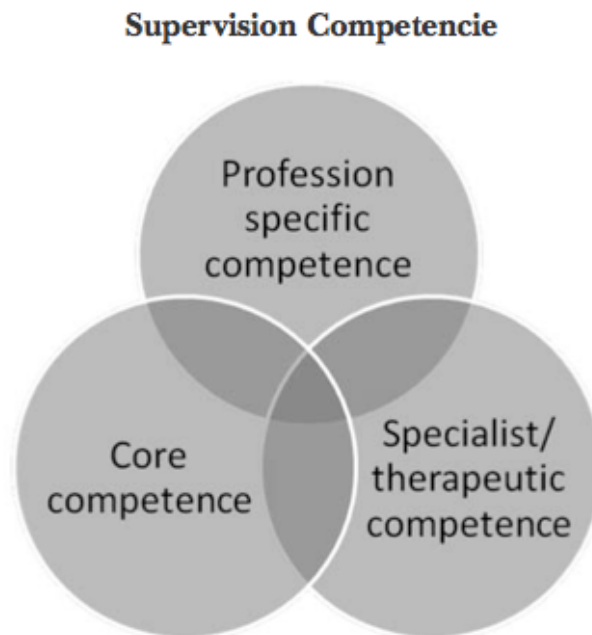 Supervision Competencie
Profession
specific
competence
Core
competence
Specialist/
therapeutic
competence